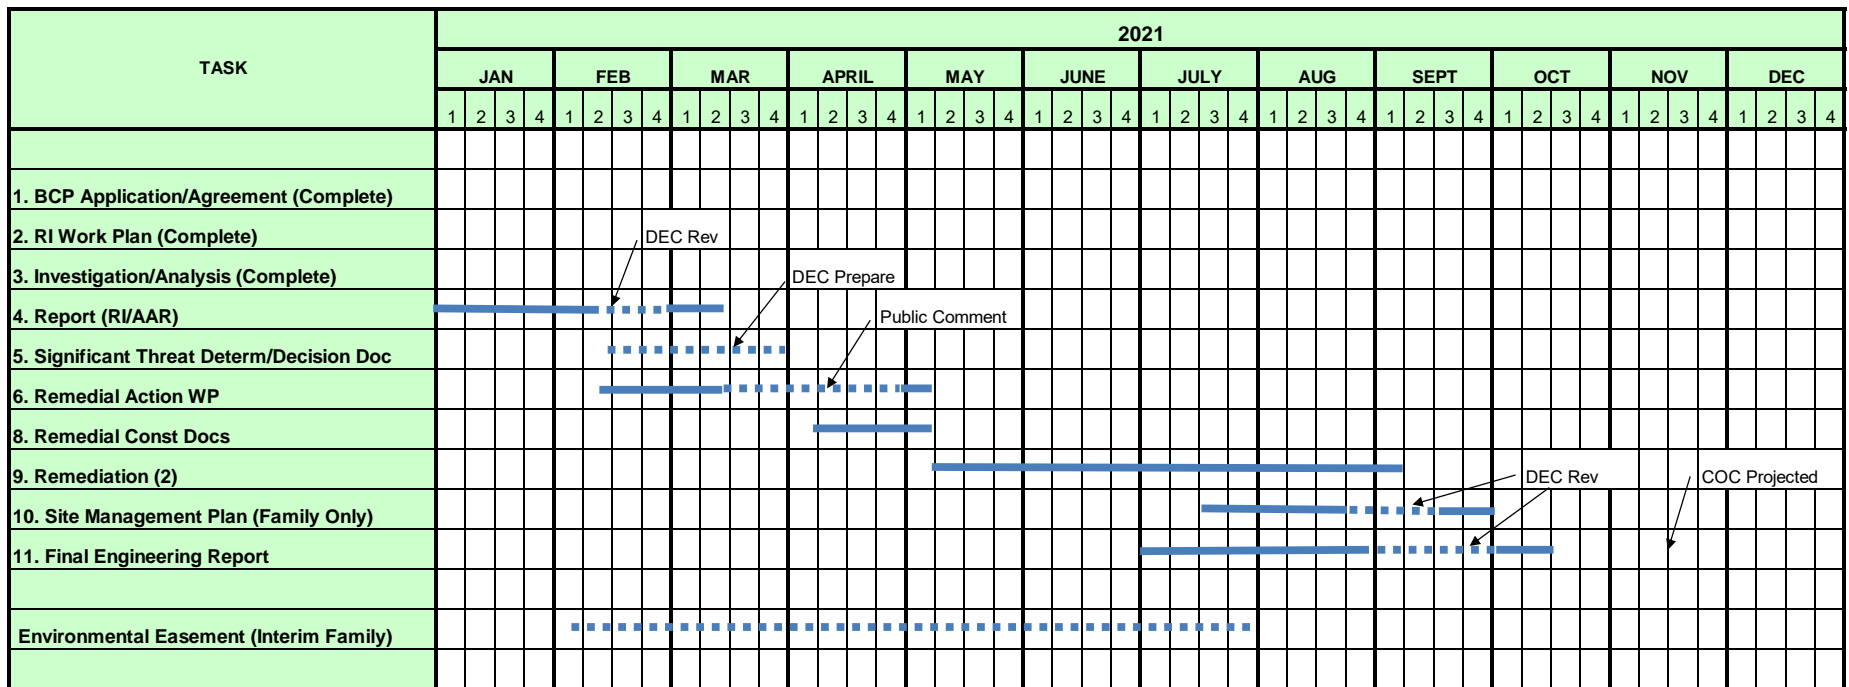 2021
TASK
JAN FEB MAR APRIL MAY JUNE JULY AUG SEPT OCT NOV DEC
1 2 3 4 1 2 3 4 1 2 3 4 1 2 3 4 1 2 3 4 1 2 3 4 1 2 3 4 1 2 3 4 1 2 3 4 1 2 3 4 1 2 3 4 1 2 3 4
1. BCP Application/Agreement (Complete)
2. RI Work Plan (Complete)
DEC Rev
3. Investigation/Analysis (Complete)
DEC Prepare
4. Report (RI/AAR)
Public Comment
5. Significant Threat Determ/Decision Doc
6. Remedial Action WP
8. Remedial Const Docs
9. Remediation (2)
DEC Rev
COC Projected
10. Site Management Plan (Family Only)
11. Final Engineering Report
Environmental Easement (Interim Family)